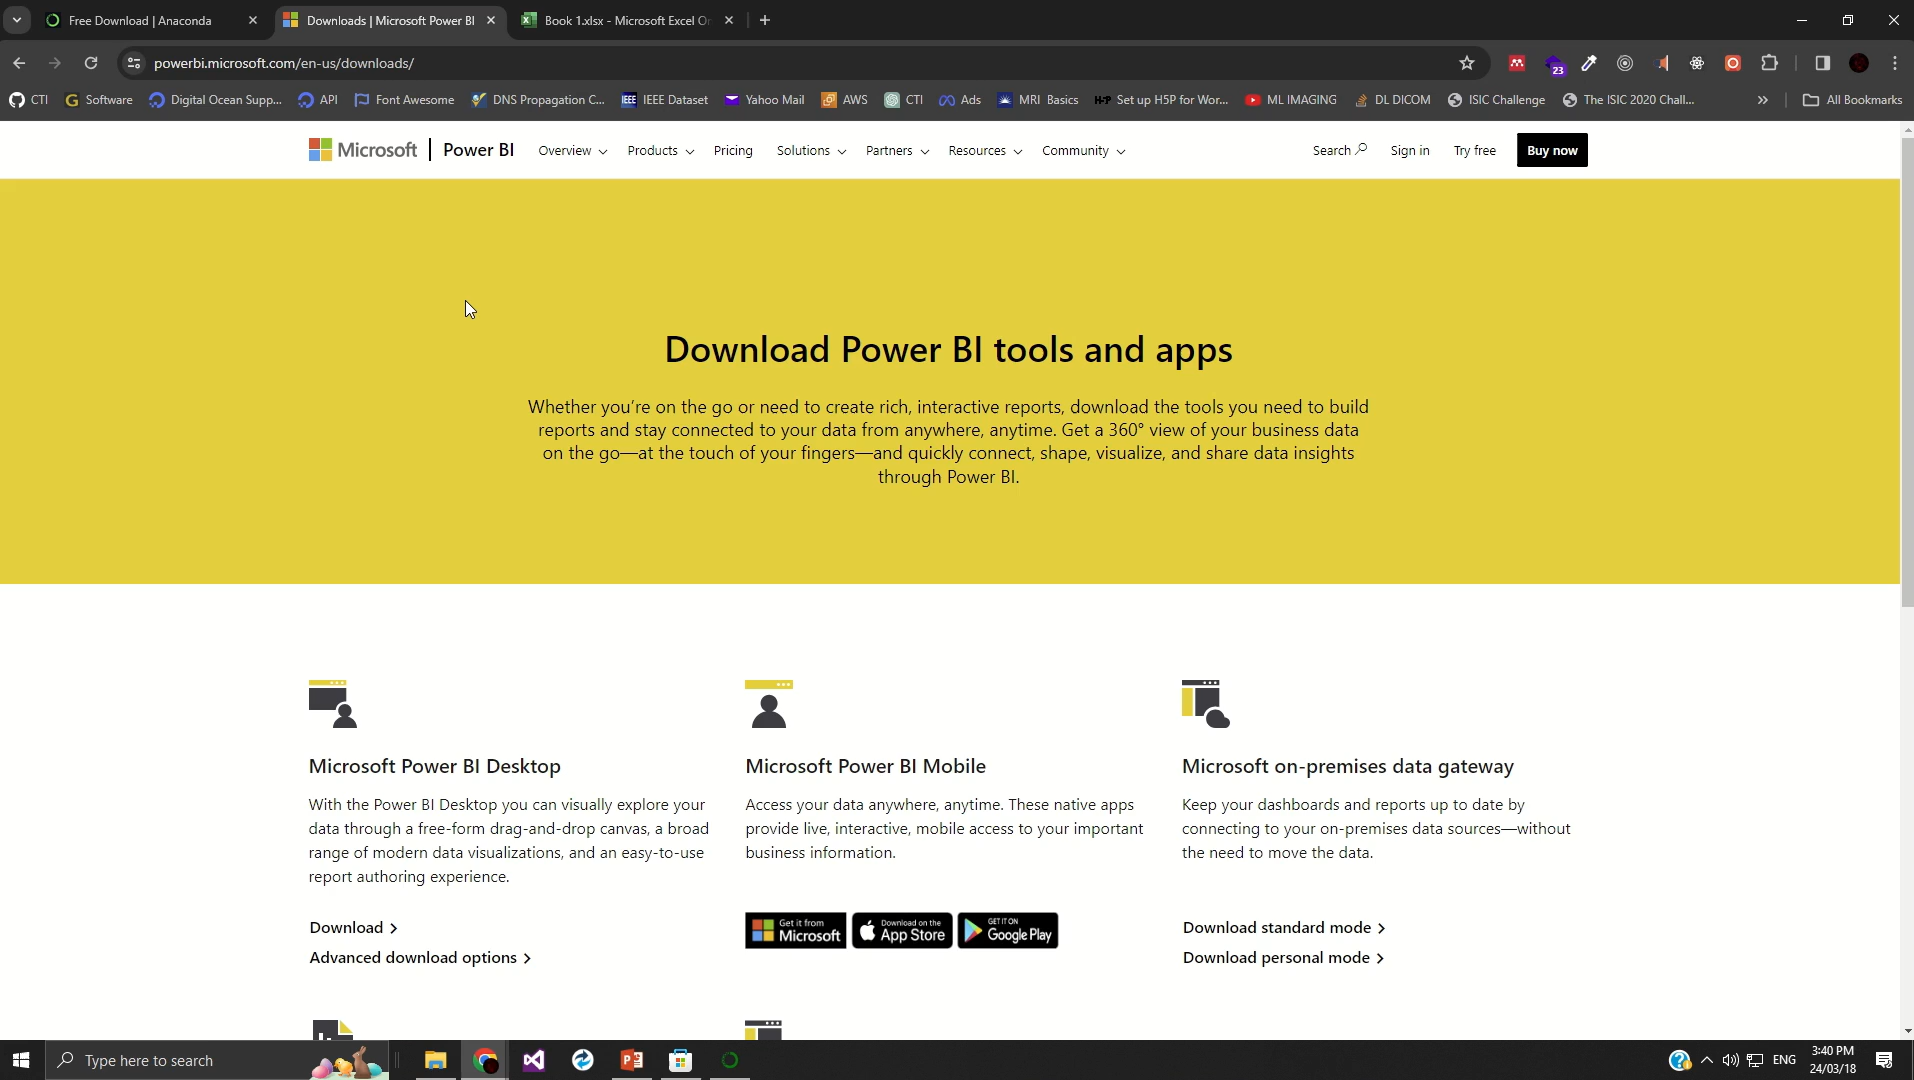 Free Download | Anaconda
Downloads | Microsoft Power BI
Book 1.xlsx - Microsoft Excel On
powerbi.microsoft.com/en-us/downloads/
23
CTI
Software
Digital Ocean Supp...
API
Font Awesome
DNS Propagation C...
IEEE
IEEE Dataset
Yahoo Mail
AWS
CTI
Ads
MRI Basics
H-P Set up H5P for Wor...
ML IMAGING
DL DICOM
ISIC Challenge
The ISIC 2020 Chall...
All Bookmarks
Microsoft Power BI Overview Products Pricing Solutions Partners Resources Community Search Sign in Try free Buy now
Download Power BI tools and apps
Whether you're on the go or need to create rich, interactive reports, download the tools you need to build
reports and stay connected to your data from anywhere, anytime. Get a 360° view of your business data
on the go—at the touch of your fingers—and quickly connect, shape, visualize, and share data insights
through Power BI.
Microsoft Power BI Desktop
With the Power BI Desktop you can visually explore your
data through a free-form drag-and-drop canvas, a broad
range of modern data visualizations, and an easy-to-use
report authoring experience.
Download
Advanced download options
Microsoft Power BI Mobile
Access your data anywhere, anytime. These native apps
provide live, interactive, mobile access to your important
business information.
Get it from
Microsoft
Download on the
App Store
GET IT ON
Google Play
Microsoft on-premises data gateway
Keep your dashboards and reports up to date by
connecting to your on-premises data sources—without
the need to move the data.
Download standard mode
Download personal mode
Type here to search
ENG
3:40 PM
24/03/18